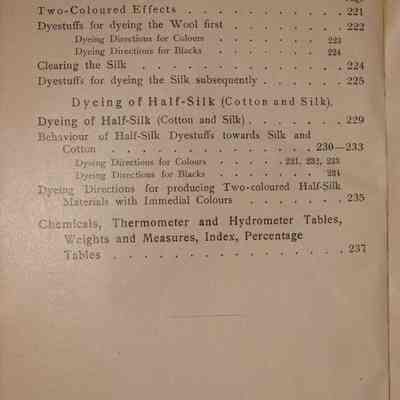 Two-Coloured Effects . . . . . . . . . . . 221
Dyestuffs for dyeing the Wool first . . . . . . . 222
Dyeing Directions for Colours . . . . . . 223
Dyeing Directions for Blacks . . . . . . 224
Clearing the Silk . . . . . . . . . . . . . 224
Dyestuffs for dyeing the Silk subsequently . . . . . . 225
Dyeing of Half-Silk (Cotton and Silk).
Dyeing of Half-Silk (Cotton and Silk) . . . . . . . 229
Behaviour of Half-Silk Dyestuffs towards Silk and
Cotton . . . . . . . . . . . . . 230—233
Dyeing Directions for Colours . . . . . 231, 232, 233
Dyeing Directions for Blacks . . . . . . 234
Dyeing Directions for producing Two-coloured Half-Silk
Materials with Immedial Colours . . . . . . . 235
Chemicals, Thermometer and Hydrometer Tables,
Weights and Measures, Index, Percentage
Tables . . . . . . . . . . . . . . 237